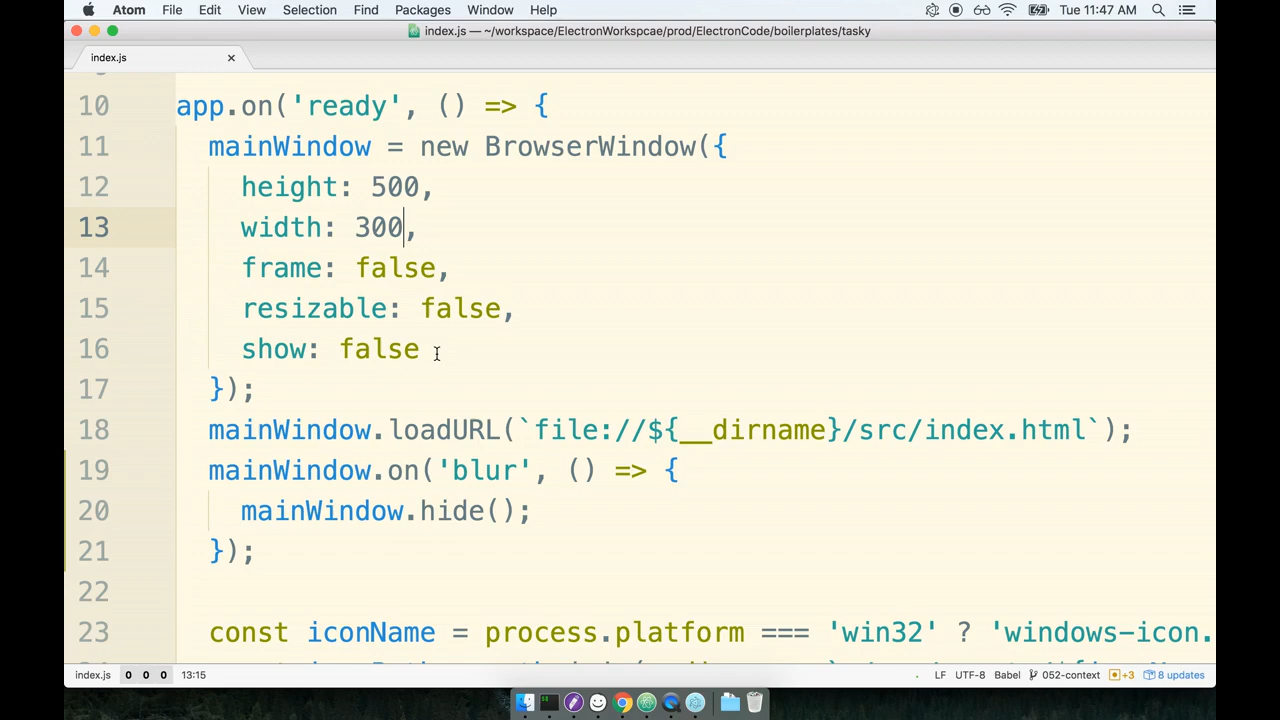 Atom File Edit View Selection Find Packages Window Help Tue 11:47 AM
index.js — ~/workspace/ElectronWorkspcae/prod/ElectronCode/boilerplates/tasky
index.js
10 app.on('ready', () => {
11 mainWindow = new BrowserWindow({
12 height: 500,
13 width: 300,
14 frame: false,
15 resizable: false,
16 show: false
17 });
18 mainWindow.loadURL(`file://${__dirname}/src/index.html`);
19 mainWindow.on('blur', () => {
20 mainWindow.hide();
21 });
22
23 const iconName = process.platform === 'win32' ? 'windows-icon.
index.js 0 0 0 13:15 LF UTF-8 Babel 052-context +3 8 updates